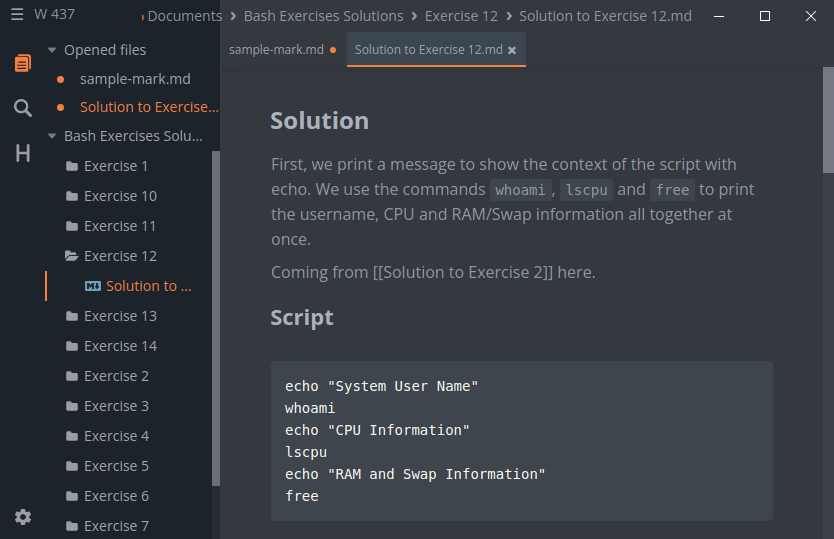 W 437
Documents > Bash Exercises Solutions > Exercise 12 > Solution to Exercise 12.md
Opened files
sample-mark.md
Solution to Exercise...
Bash Exercises Solu...
Exercise 1
Exercise 10
Exercise 11
Exercise 12
Solution to ...
Exercise 13
Exercise 14
Exercise 2
Exercise 3
Exercise 4
Exercise 5
Exercise 6
Exercise 7
H
sample-mark.md
Solution to Exercise 12.md
Solution
First, we print a message to show the context of the script with
echo. We use the commands whoami, lscpu and free to print
the username, CPU and RAM/Swap information all together at
once.
Coming from [[Solution to Exercise 2]] here.
Script
echo "System User Name"
whoami
echo "CPU Information"
lscpu
echo "RAM and Swap Information"
free